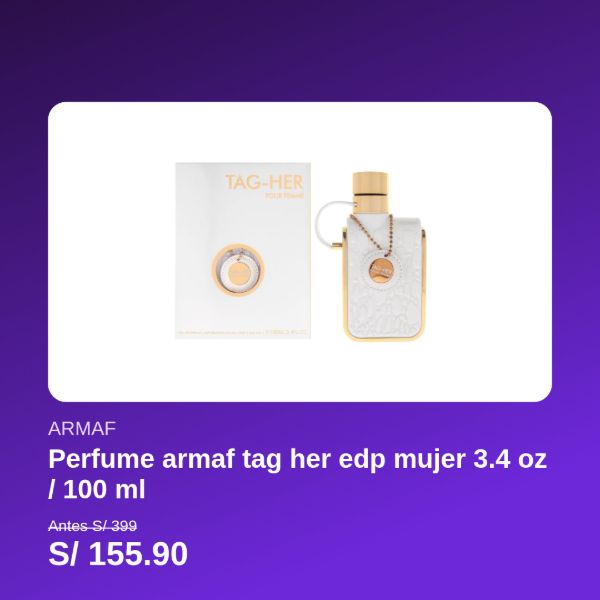 TAG-HER
POUR FEMME
ARMAF
Perfume armaf tag her edp mujer 3.4 oz
/ 100 ml
Antes S/ 399
S/ 155.90